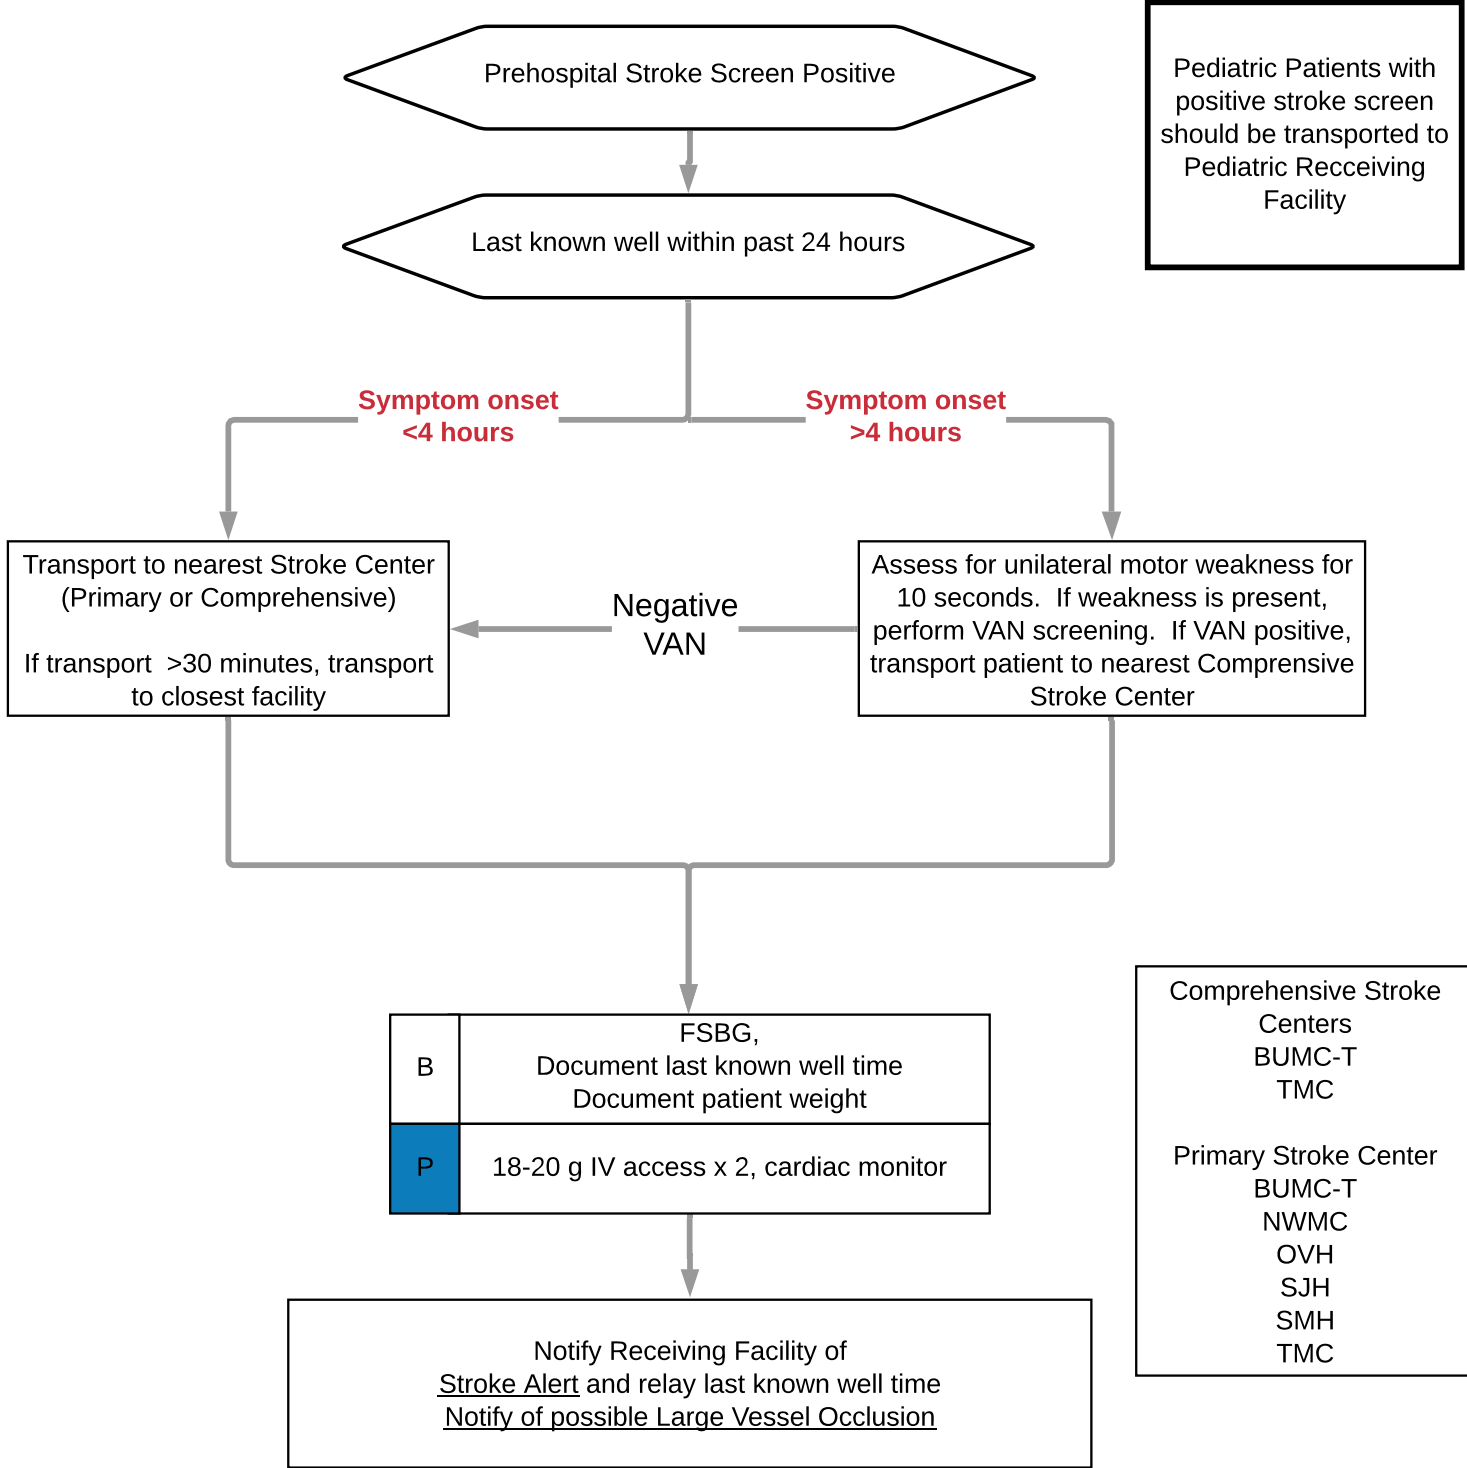 Prehospital Stroke Screen Positive
Pediatric Patients with
positive stroke screen
should be transported to
Pediatric Recceiving
Facility
Last known well within past 24 hours
Symptom onset
<4 hours
Symptom onset
>4 hours
Transport to nearest Stroke Center
(Primary or Comprehensive)
If transport  >30 minutes, transport
to closest facility
Negative
VAN
Assess for unilateral motor weakness for
10 seconds.  If weakness is present,
perform VAN screening.  If VAN positive,
transport patient to nearest Comprensive
Stroke Center
B
FSBG,
Document last known well time
Document patient weight
P
18-20 g IV access x 2, cardiac monitor
Comprehensive Stroke
Centers
BUMC-T
TMC
Primary Stroke Center
BUMC-T
NWMC
OVH
SJH
SMH
TMC
Notify Receiving Facility of
Stroke Alert and relay last known well time
Notify of possible Large Vessel Occlusion